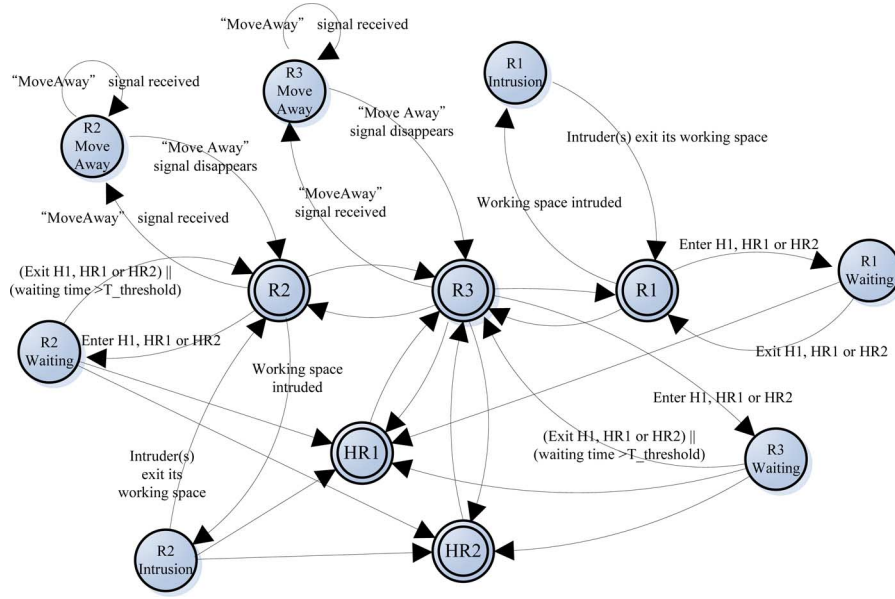 “MoveAway” signal received
“MoveAway” signal received
R3
Move
Away
R1
Intrusion
R2
Move
Away
“Move Away”
signal disappears
“Move Away”
signal disappears
Intruder(s) exit its working space
“MoveAway”
signal received
“MoveAway” signal received
Working space intruded
Enter H1, HR1 or HR2
R1
Waiting
(Exit H1, HR1 or HR2) ||
(waiting time >T_threshold)
R2
R3
R1
R2
Waiting
Enter H1, HR1 or HR2
Exit H1, HR1 or HR2
Working space
intruded
Enter H1, HR1 or HR2
HR1
(Exit H1, HR1 or HR2) ||
(waiting time >T_threshold)
R3
Waiting
Intruder(s)
exit its
working space
R2
Intrusion
HR2